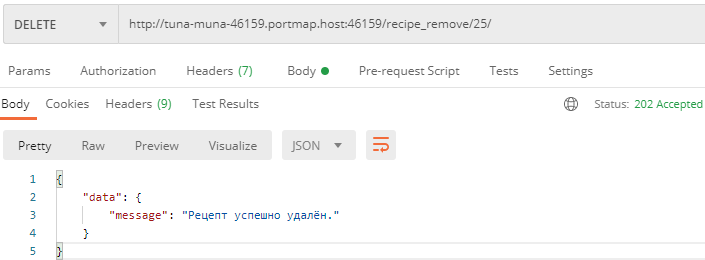 DELETE http://tuna-muna-46159.portmap.host:46159/recipe_remove/25/
Params Authorization Headers (7) Body Pre-request Script Tests Settings
Body Cookies Headers (9) Test Results Status: 202 Accepted
Pretty Raw Preview Visualize JSON
1 {
2 "data": {
3 "message": "Рецепт успешно удалён."
4 }
5 }